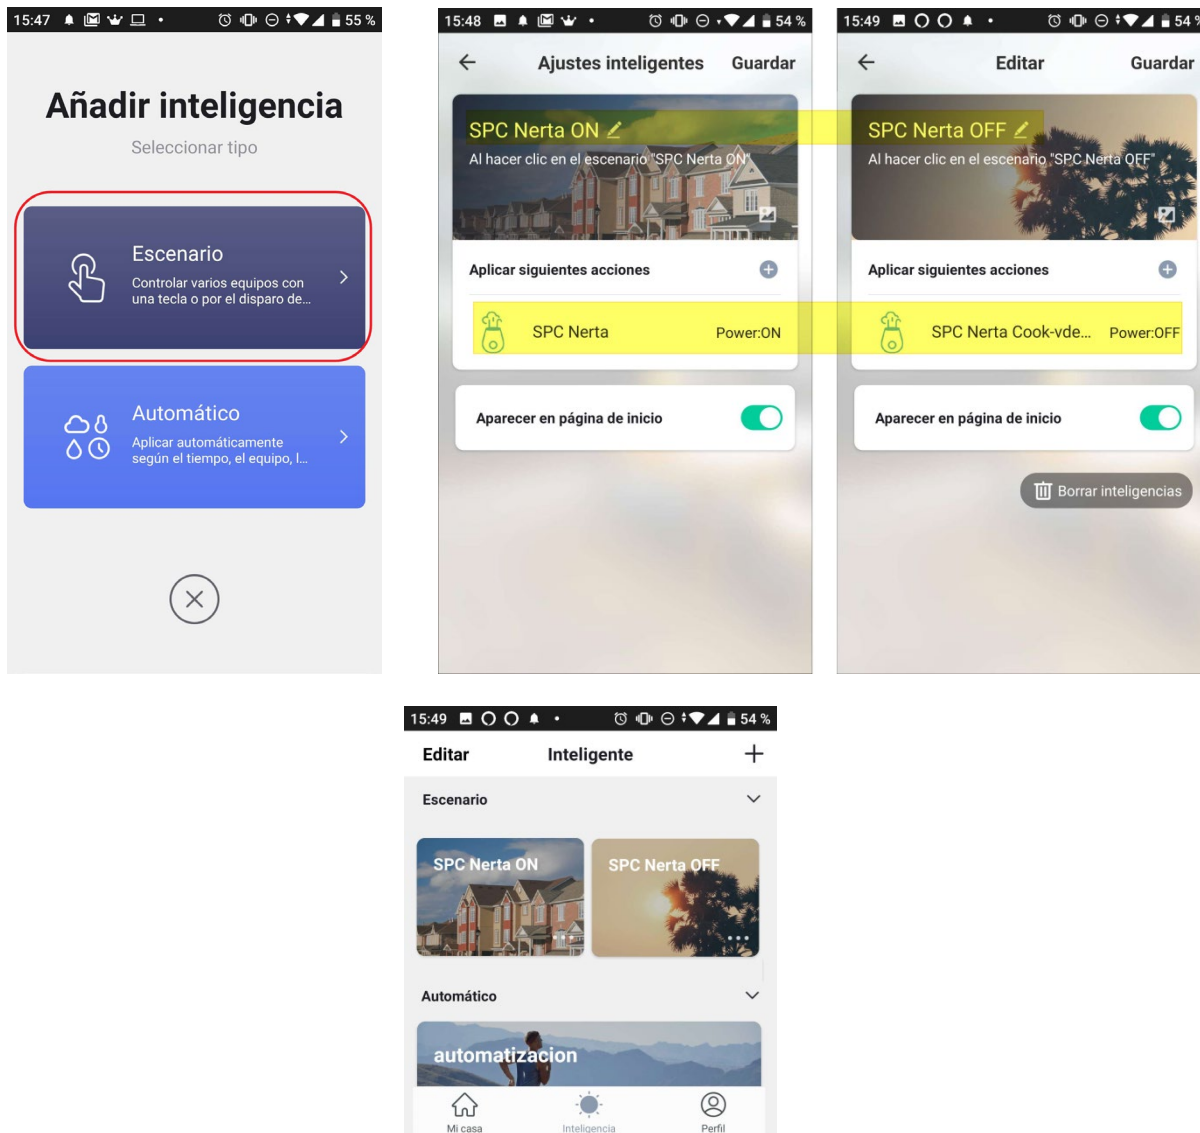 15:47
55 %
Añadir inteligencia
Seleccionar tipo
Escenario
Controlar varios equipos con
una tecla o por el disparo de...
Automático
Aplicar automáticamente
según el tiempo, el equipo, l...
15:48
54 %
Ajustes inteligentes
Guardar
SPC Nerta ON
Al hacer clic en el escenario "SPC Nerta ON"
Aplicar siguientes acciones
SPC Nerta
Power:ON
Aparecer en página de inicio
15:49
54 %
Editar
Guardar
SPC Nerta OFF
Al hacer clic en el escenario "SPC Nerta OFF"
Aplicar siguientes acciones
SPC Nerta Cook-vde...
Power:OFF
Aparecer en página de inicio
Borrar inteligencias
15:49
54 %
Editar
Inteligente
Escenario
SPC Nerta ON
SPC Nerta OFF
Automático
automatizacion
Mi casa
Inteligencia
Perfil